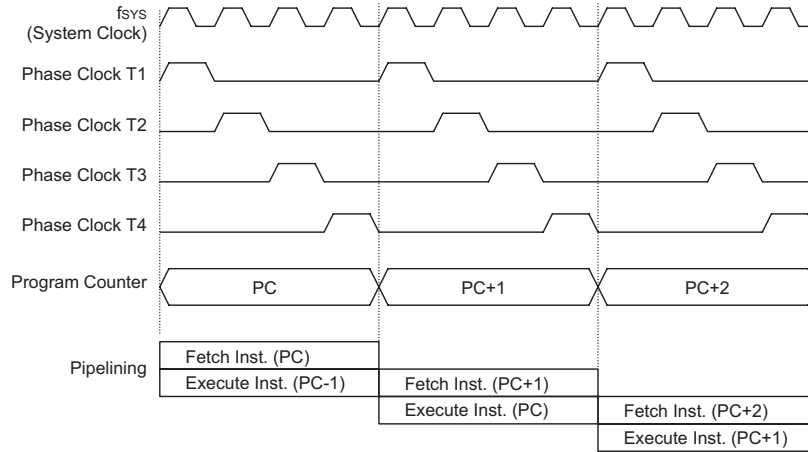 fSYS
(System Clock)
Phase Clock T1
Phase Clock T2
Phase Clock T3
Phase Clock T4
Program Counter
PC
PC+1
PC+2
Pipelining
Fetch Inst. (PC)
Execute Inst. (PC-1)
Fetch Inst. (PC+1)
Execute Inst. (PC)
Fetch Inst. (PC+2)
Execute Inst. (PC+1)